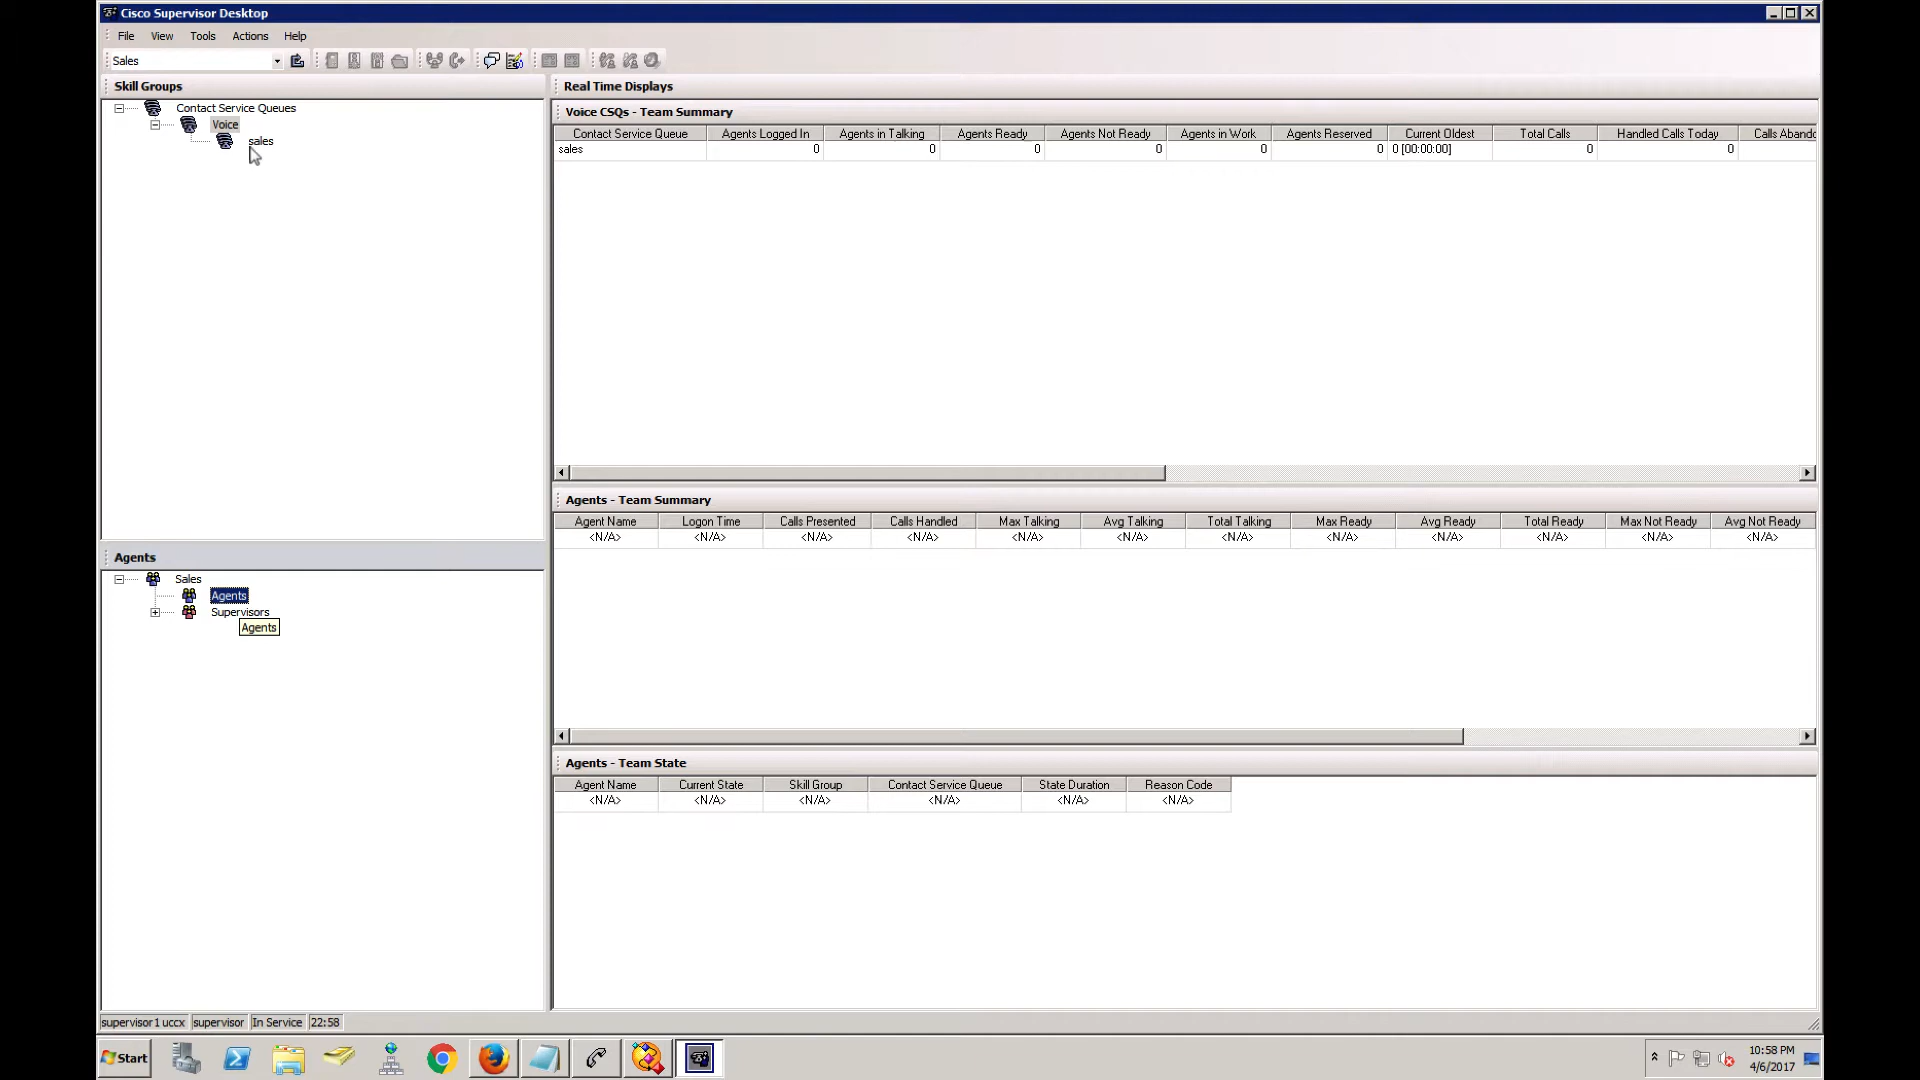 Cisco Supervisor Desktop
File View Tools Actions Help
Sales
Skill Groups
Contact Service Queues
Voice
sales
Real Time Displays
Voice CSQs - Team Summary
Contact Service Queue Agents Logged In Agents in Talking Agents Ready Agents Not Ready Agents in Work Agents Reserved Current Oldest Total Calls Handled Calls Today Calls Abando
sales 0 0 0 0 0 0 0 [00:00:00] 0 0
Agents - Team Summary
Agent Name Logon Time Calls Presented Calls Handled Max Talking Avg Talking Total Talking Max Ready Avg Ready Total Ready Max Not Ready Avg Not Ready
<N/A> <N/A> <N/A> <N/A> <N/A> <N/A> <N/A> <N/A> <N/A> <N/A> <N/A> <N/A>
Agents
Sales
Agents
Supervisors
Agents
Agents - Team State
Agent Name Current State Skill Group Contact Service Queue State Duration Reason Code
<N/A> <N/A> <N/A> <N/A> <N/A> <N/A>
supervisor1 uccx supervisor In Service 22:58
Start
10:58 PM
4/6/2017